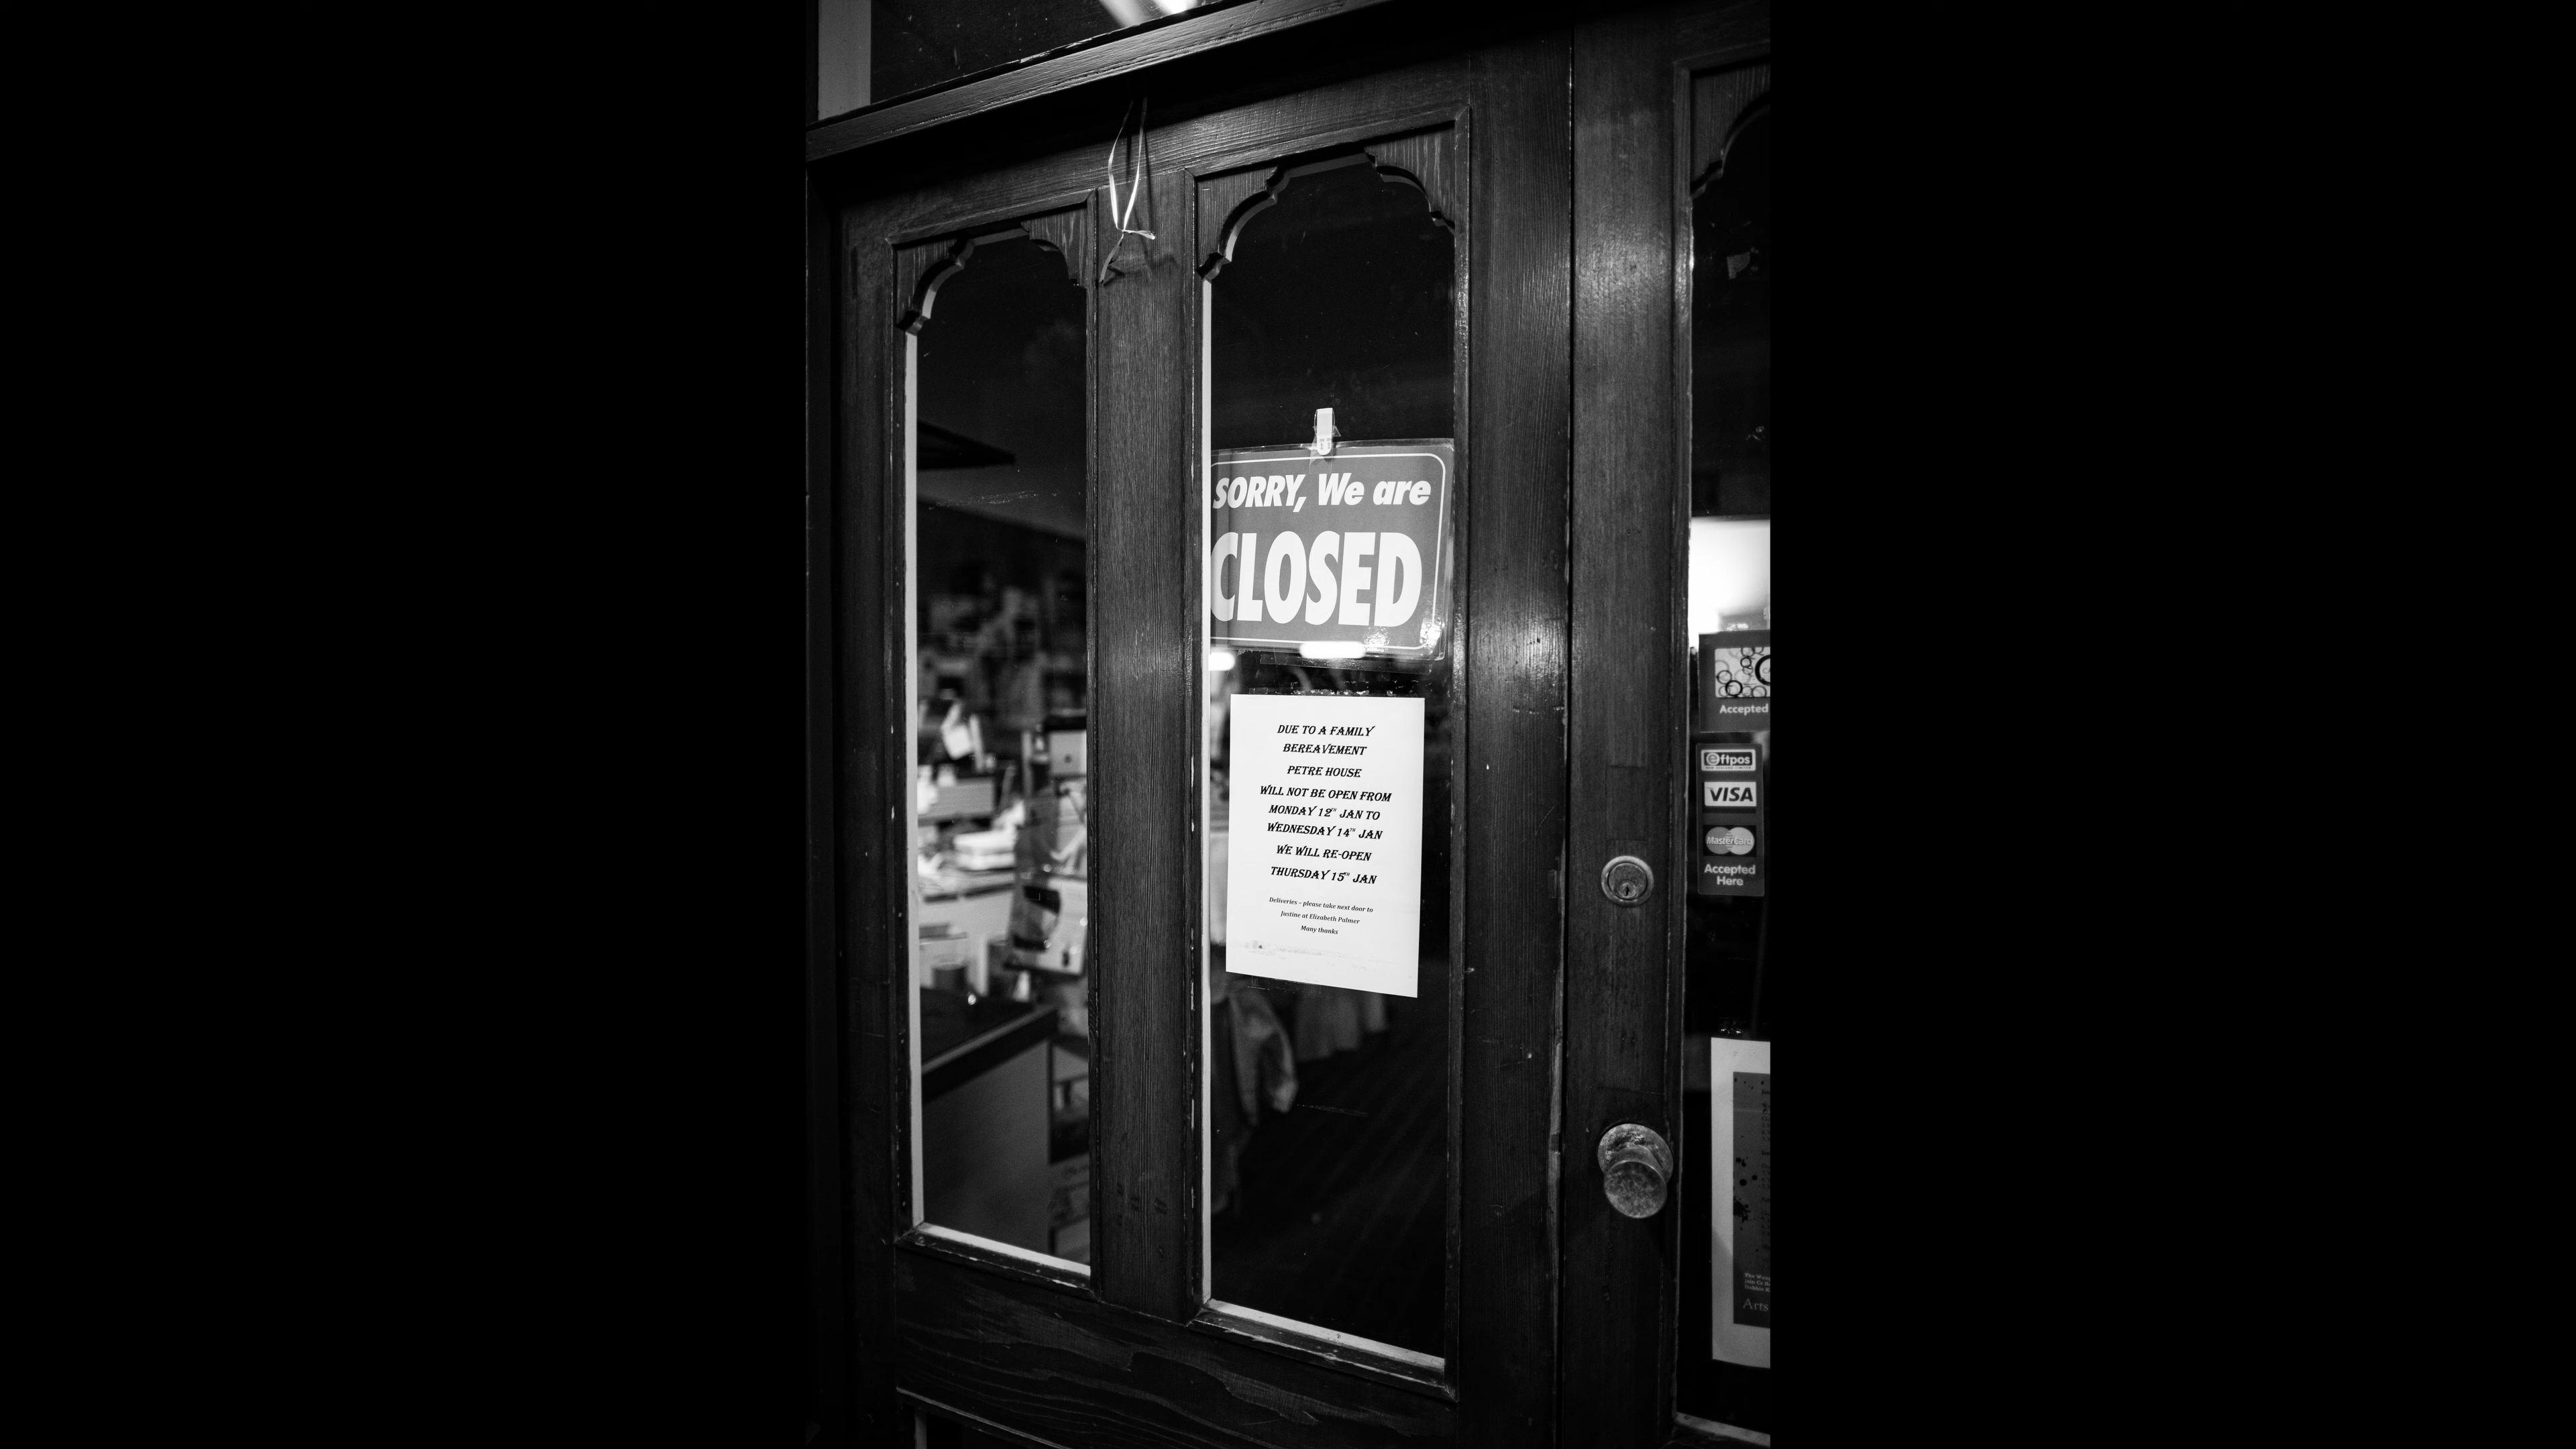 SORRY, We are
CLOSED
DUE TO A FAMILY
BEREAVEMENT
PETRE HOUSE
WILL NOT BE OPEN FROM
MONDAY 12TH JAN TO
WEDNESDAY 14TH JAN
WE WILL RE-OPEN
THURSDAY 15TH JAN
Deliveries – please take next door to
Justine at Elizabeth Palmer
Many thanks
Accepted
eftpos
VISA
MasterCard
Accepted
Here
Arts